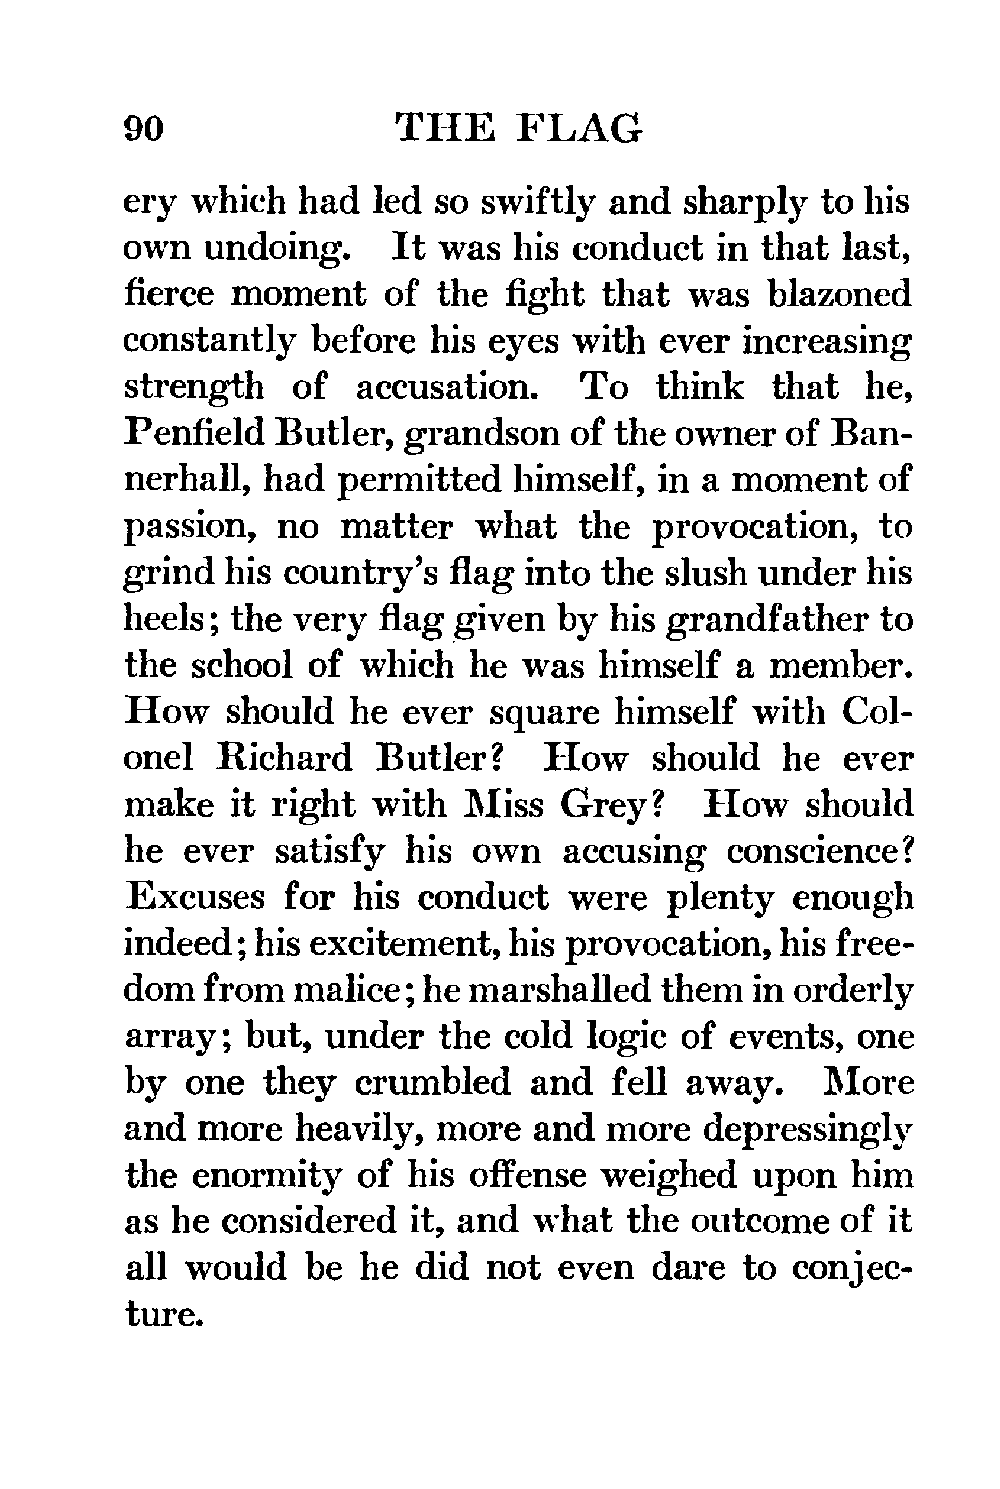 90 THE FLAG
ery which had led so swiftly and sharply to his
own undoing. It was his conduct in that last,
fierce moment of the fight that was blazoned
constantly before his eyes with ever increasing
strength of accusation. To think that he,
Penfield Butler, grandson of the owner of Ban-
nerhall, had permitted himself, in a moment of
passion, no matter what the provocation, to
grind his country's flag into the slush under his
heels; the very flag given by his grandfather to
the school of which he was himself a member.
How should he ever square himself with Col-
onel Richard Butler? How should he ever
make it right with Miss Grey? How should
he ever satisfy his own accusing conscience?
Excuses for his conduct were plenty enough
indeed; his excitement, his provocation, his free-
dom from malice; he marshalled them in orderly
array; but, under the cold logic of events, one
by one they crumbled and fell away. More
and more heavily, more and more depressingly
the enormity of his offense weighed upon him
as he considered it, and what the outcome of it
all would be he did not even dare to conjec-
ture.